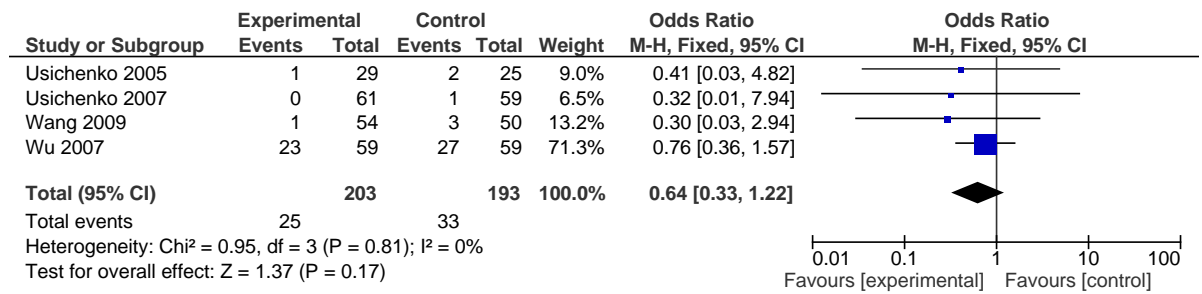 Experimental Control Odds Ratio Odds Ratio
Study or Subgroup Events Total Events Total Weight M-H, Fixed, 95% CI M-H, Fixed, 95% CI
Usichenko 2005 1 29 2 25 9.0% 0.41 [0.03, 4.82]
Usichenko 2007 0 61 1 59 6.5% 0.32 [0.01, 7.94]
Wang 2009 1 54 3 50 13.2% 0.30 [0.03, 2.94]
Wu 2007 23 59 27 59 71.3% 0.76 [0.36, 1.57]
Total (95% CI) 203 193 100.0% 0.64 [0.33, 1.22]
Total events 25 33
Heterogeneity: Chi² = 0.95, df = 3 (P = 0.81); I² = 0%
Test for overall effect: Z = 1.37 (P = 0.17)
0.01 0.1 1 10 100
Favours [experimental] Favours [control]